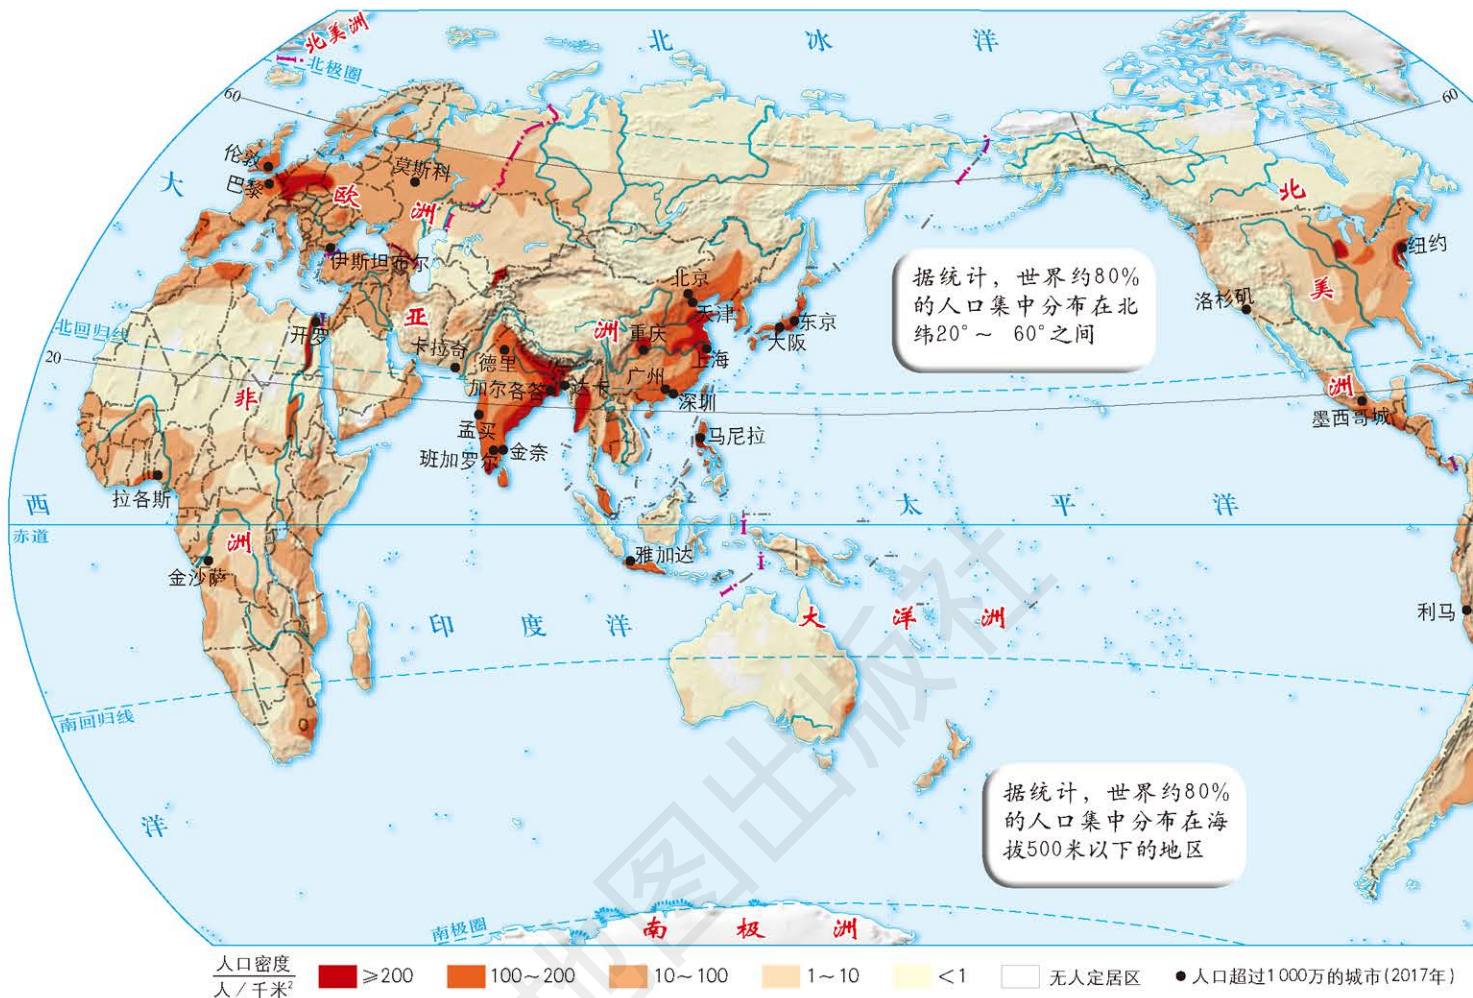 北美洲
北极圈
北 冰 洋
60
60
伦敦
巴黎
莫斯科
大
欧 洲
北
伊斯坦布尔
纽约
北京
天津
据统计，世界约80%
的人口集中分布在北
纬20°～ 60°之间
美
洛杉矶
亚 洲
北回归线
开罗
重庆
东京
大阪
20
卡拉奇
德里
上海
加尔各答
达卡
广州
深圳
洲
墨西哥城
非
孟买
马尼拉
班加罗尔
金奈
拉各斯
西
太 平 洋
赤道
洲
金沙萨
雅加达
印 度 洋
大 洋 洲
利马
南回归线
洋
据统计，世界约80%
的人口集中分布在海
拔500米以下的地区
南极圈
南 极 洲
地图出版社
人口密度
人／千米²
≥200
100～200
10～100
1～10
<1
无人定居区
人口超过1000万的城市(2017年)